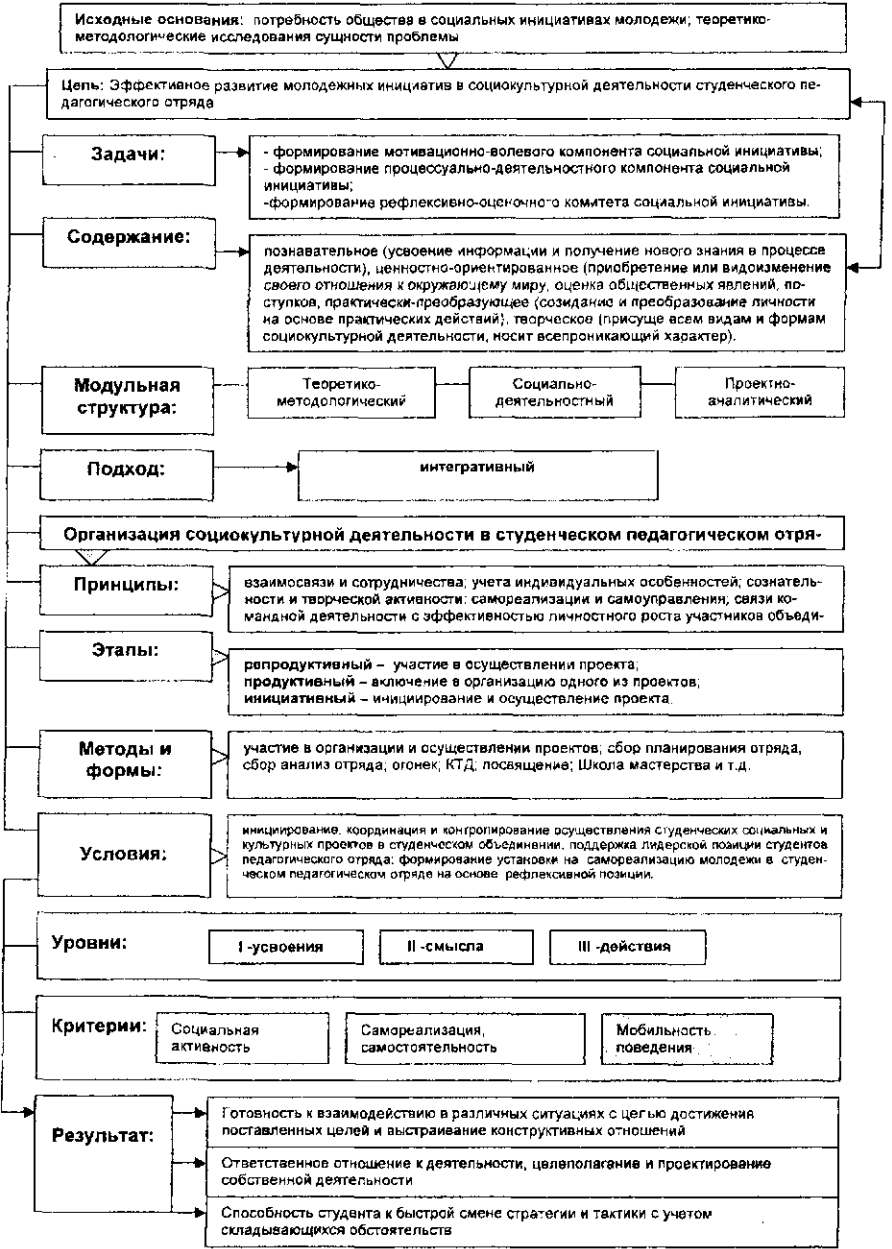 Исходные основания: потребность общества в социальных инициативах молодежи; теоретико-
методологические исследования сущности проблемы
Цель: Эффективное развитие молодежных инициатив в социокультурной деятельности студенческого пе-
дагогического отряда
Задачи:
- формирование мотивационно-волевого компонента социальной инициативы;
- формирование процессуально-деятельностного компонента социальной
инициативы;
-формирование рефлексивно-оценочного комитета социальной инициативы.
Содержание:
познавательное (усвоение информации и получение нового знания в процессе
деятельности), ценностно-ориентированное (приобретение или видоизменение
своего отношения к окружающему миру, оценка общественных явлений, по-
ступков, практически-преобразующее (созидание и преобразование личности
на основе практических действий), творческое (присуще всем видам и формам
социокультурной деятельности, носит всепроникающий характер).
Модульная
структура:
Теоретико-
методологический
Социально-
деятельностный
Проектно-
аналитический
Подход:
интегративный
Организация социокультурной деятельности в студенческом педагогическом отря-
Принципы:
взаимосвязи и сотрудничества; учета индивидуальных особенностей; сознатель-
ности и творческой активности: самореализации и самоуправления; связи ко-
мандной деятельности с эффективностью личностного роста участников объеди-
Этапы:
репродуктивный – участие в осуществлении проекта;
продуктивный – включение в организацию одного из проектов;
инициативный – инициирование и осуществление проекта.
Методы и
формы:
участие в организации и осуществлении проектов; сбор планирования отряда,
сбор анализ отряда; огонек; КТД; посвящение; Школа мастерства и т.д.
Условия:
инициирование, координация и контролирование осуществления студенческих социальных и
культурных проектов в студенческом объединении, поддержка лидерской позиции студентов
педагогического отряда; формирование установки на самореализацию молодежи в студен-
ческом педагогическом отряде на основе рефлексивной позиции.
Уровни:
I -усвоения
II -смысла
III -действия
Критерии:
Социальная
активность
Самореализация,
самостоятельность
Мобильность
поведения
Результат:
Готовность к взаимодействию в различных ситуациях с целью достижения
поставленных целей и выстраивание конструктивных отношений
Ответственное отношение к деятельности, целеполагание и проектирование
собственной деятельности
Способность студента к быстрой смене стратегии и тактики с учетом
складывающихся обстоятельств